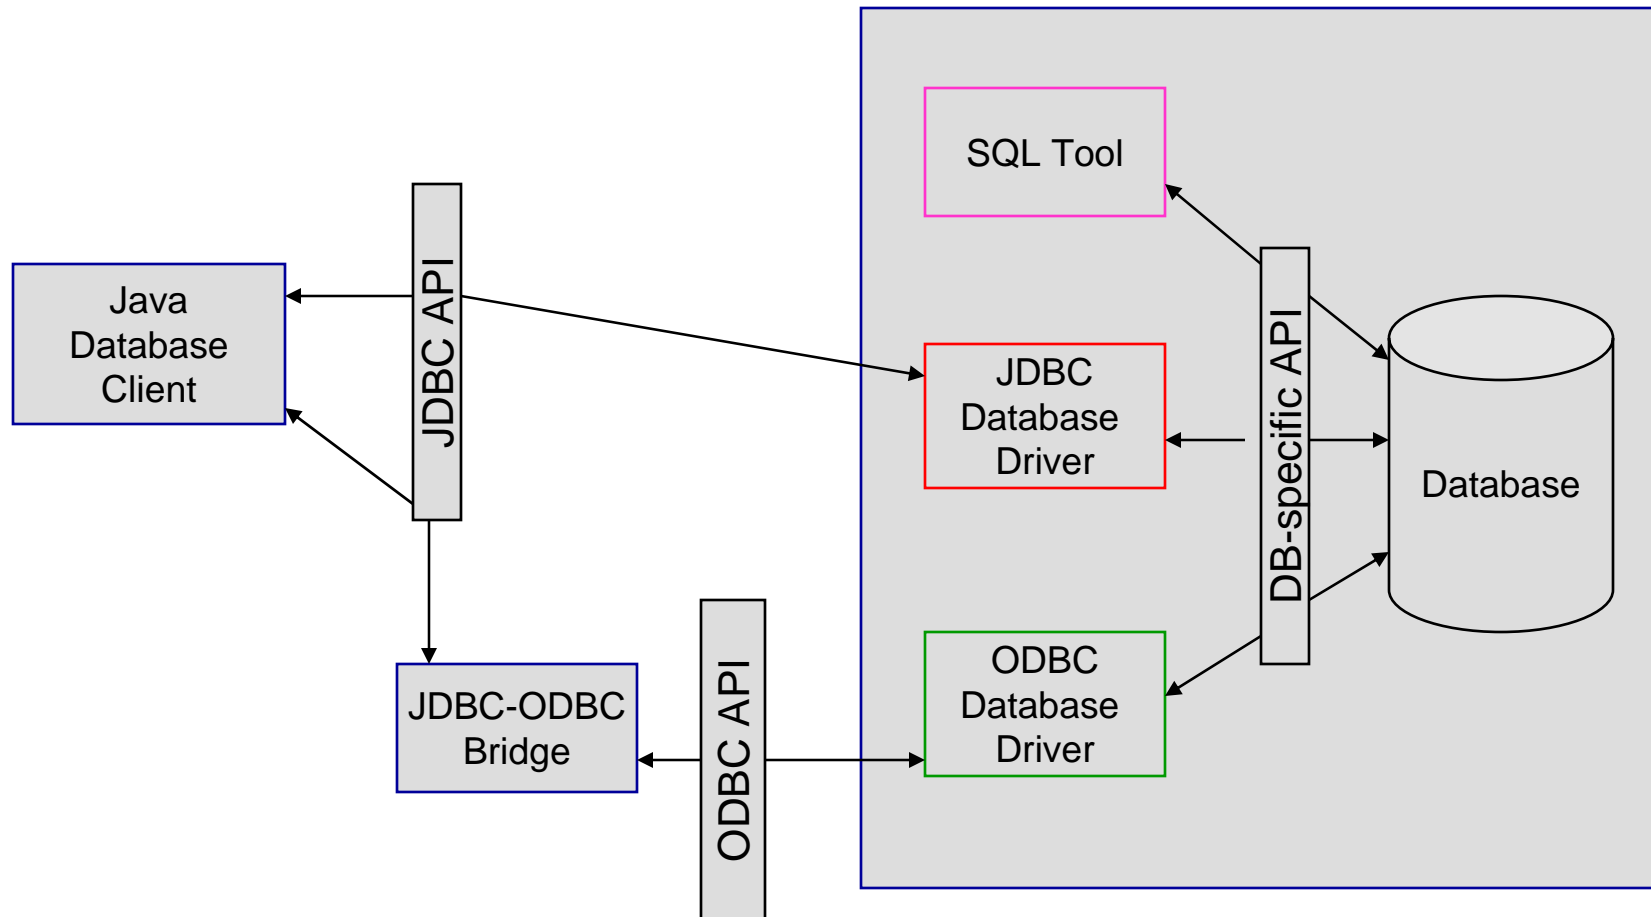 SQL Tool
Java
Database
Client
JDBC API
JDBC
Database
Driver
DB-specific API
Database
JDBC-ODBC
Bridge
ODBC API
ODBC
Database
Driver